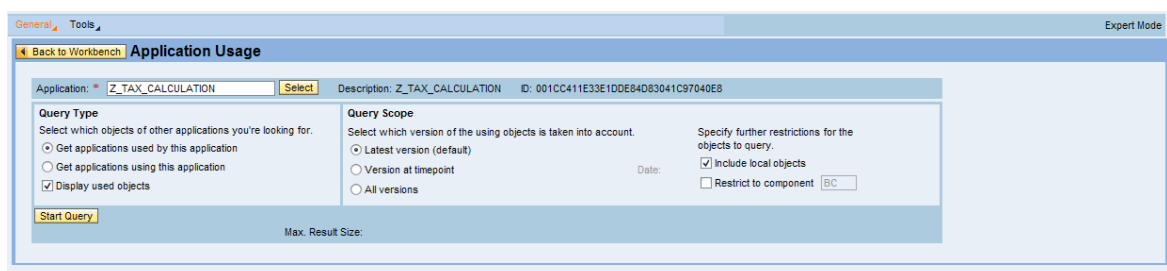 General Tools Expert Mode
Back to Workbench Application Usage
Application: * Z_TAX_CALCULATION Select Description: Z_TAX_CALCULATION ID: 001CC411E33E1DDE84D83041C97040E8
Query Type
Select which objects of other applications you're looking for.
Get applications used by this application
Get applications using this application
Display used objects
Query Scope
Select which version of the using objects is taken into account.
Latest version (default)
Version at timepoint Date:
All versions
Specify further restrictions for the
objects to query.
Include local objects
Restrict to component BC
Start Query
Max. Result Size: